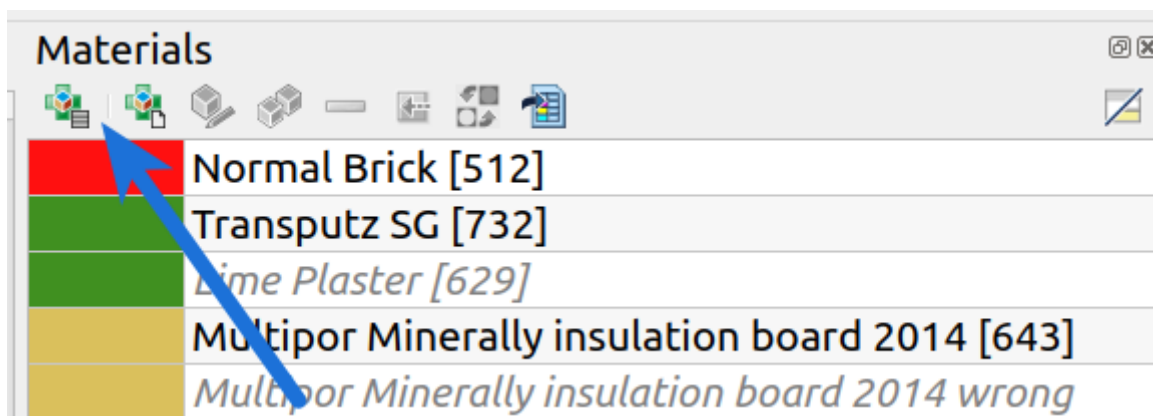 Materials
Normal Brick [512]
Transputz SG [732]
Lime Plaster [629]
Multipor Minerally insulation board 2014 [643]
Multipor Minerally insulation board 2014 wrong